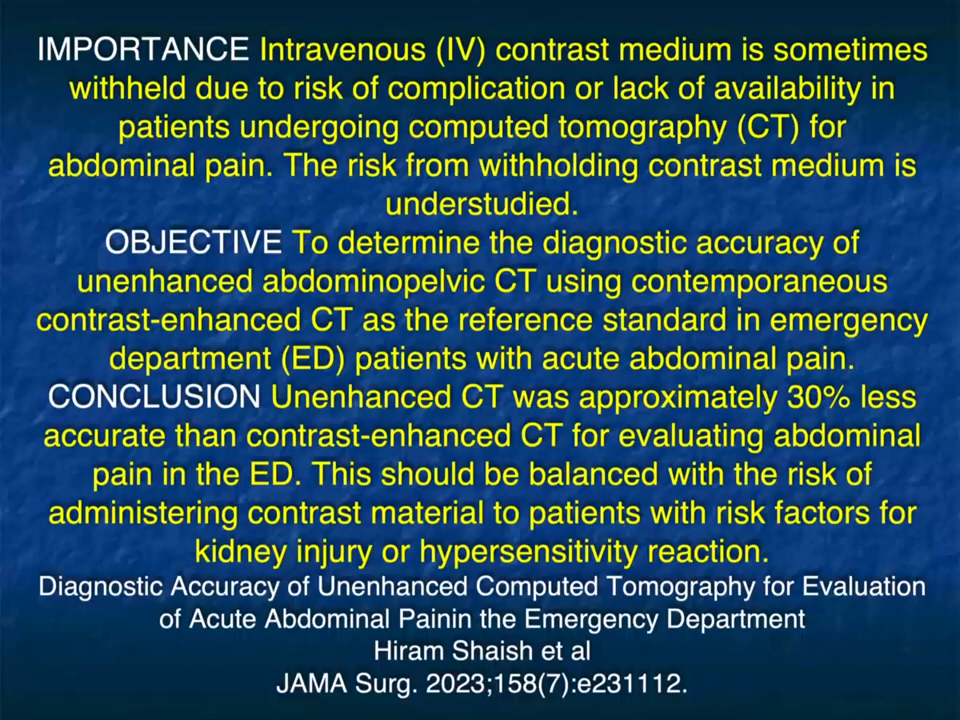 IMPORTANCE Intravenous (IV) contrast medium is sometimes
withheld due to risk of complication or lack of availability in
patients undergoing computed tomography (CT) for
abdominal pain. The risk from withholding contrast medium is
understudied.
OBJECTIVE To determine the diagnostic accuracy of
unenhanced abdominopelvic CT using contemporaneous
contrast-enhanced CT as the reference standard in emergency
department (ED) patients with acute abdominal pain.
CONCLUSION Unenhanced CT was approximately 30% less
accurate than contrast-enhanced CT for evaluating abdominal
pain in the ED. This should be balanced with the risk of
administering contrast material to patients with risk factors for
kidney injury or hypersensitivity reaction.
Diagnostic Accuracy of Unenhanced Computed Tomography for Evaluation
of Acute Abdominal Painin the Emergency Department
Hiram Shaish et al
JAMA Surg. 2023;158(7):e231112.